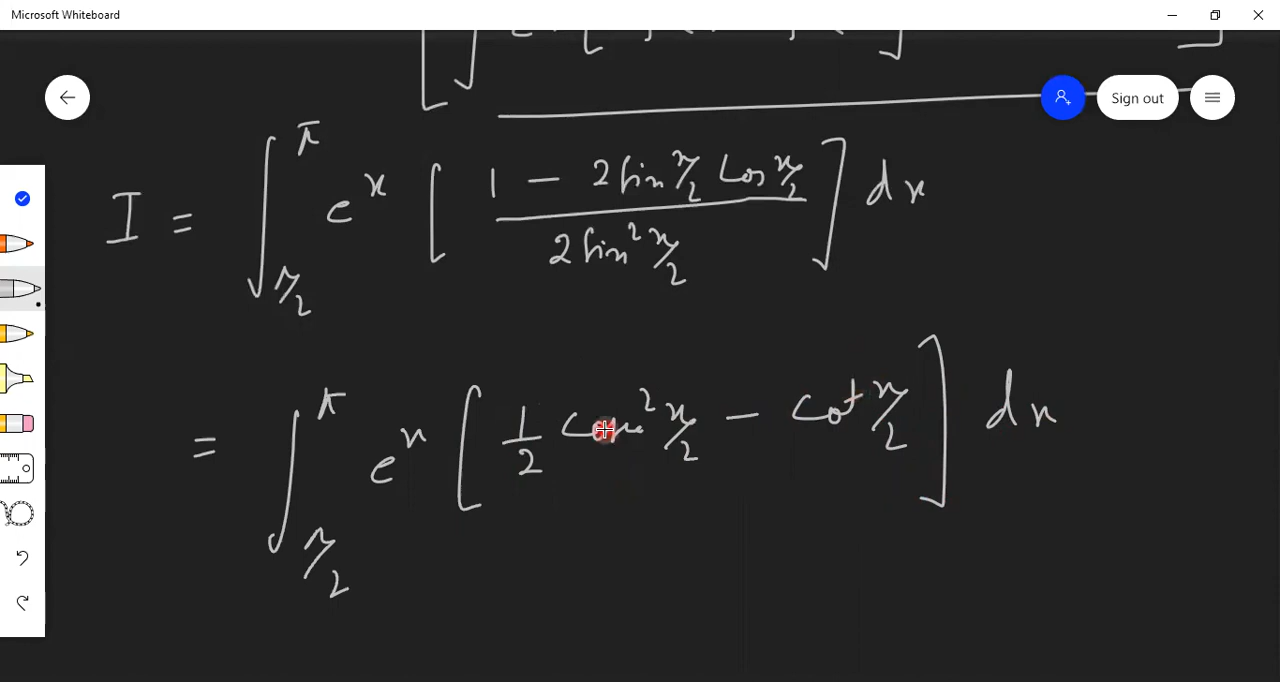 Microsoft Whiteboard
Sign out
I = ∫_{π/2}^{π} e^x [ (1 - 2 sin x/2 cos x/2) / (2 sin² x/2) ] dx
= ∫_{π/2}^{π} e^x [ 1/2 cosec² x/2 - cot x/2 ] dx